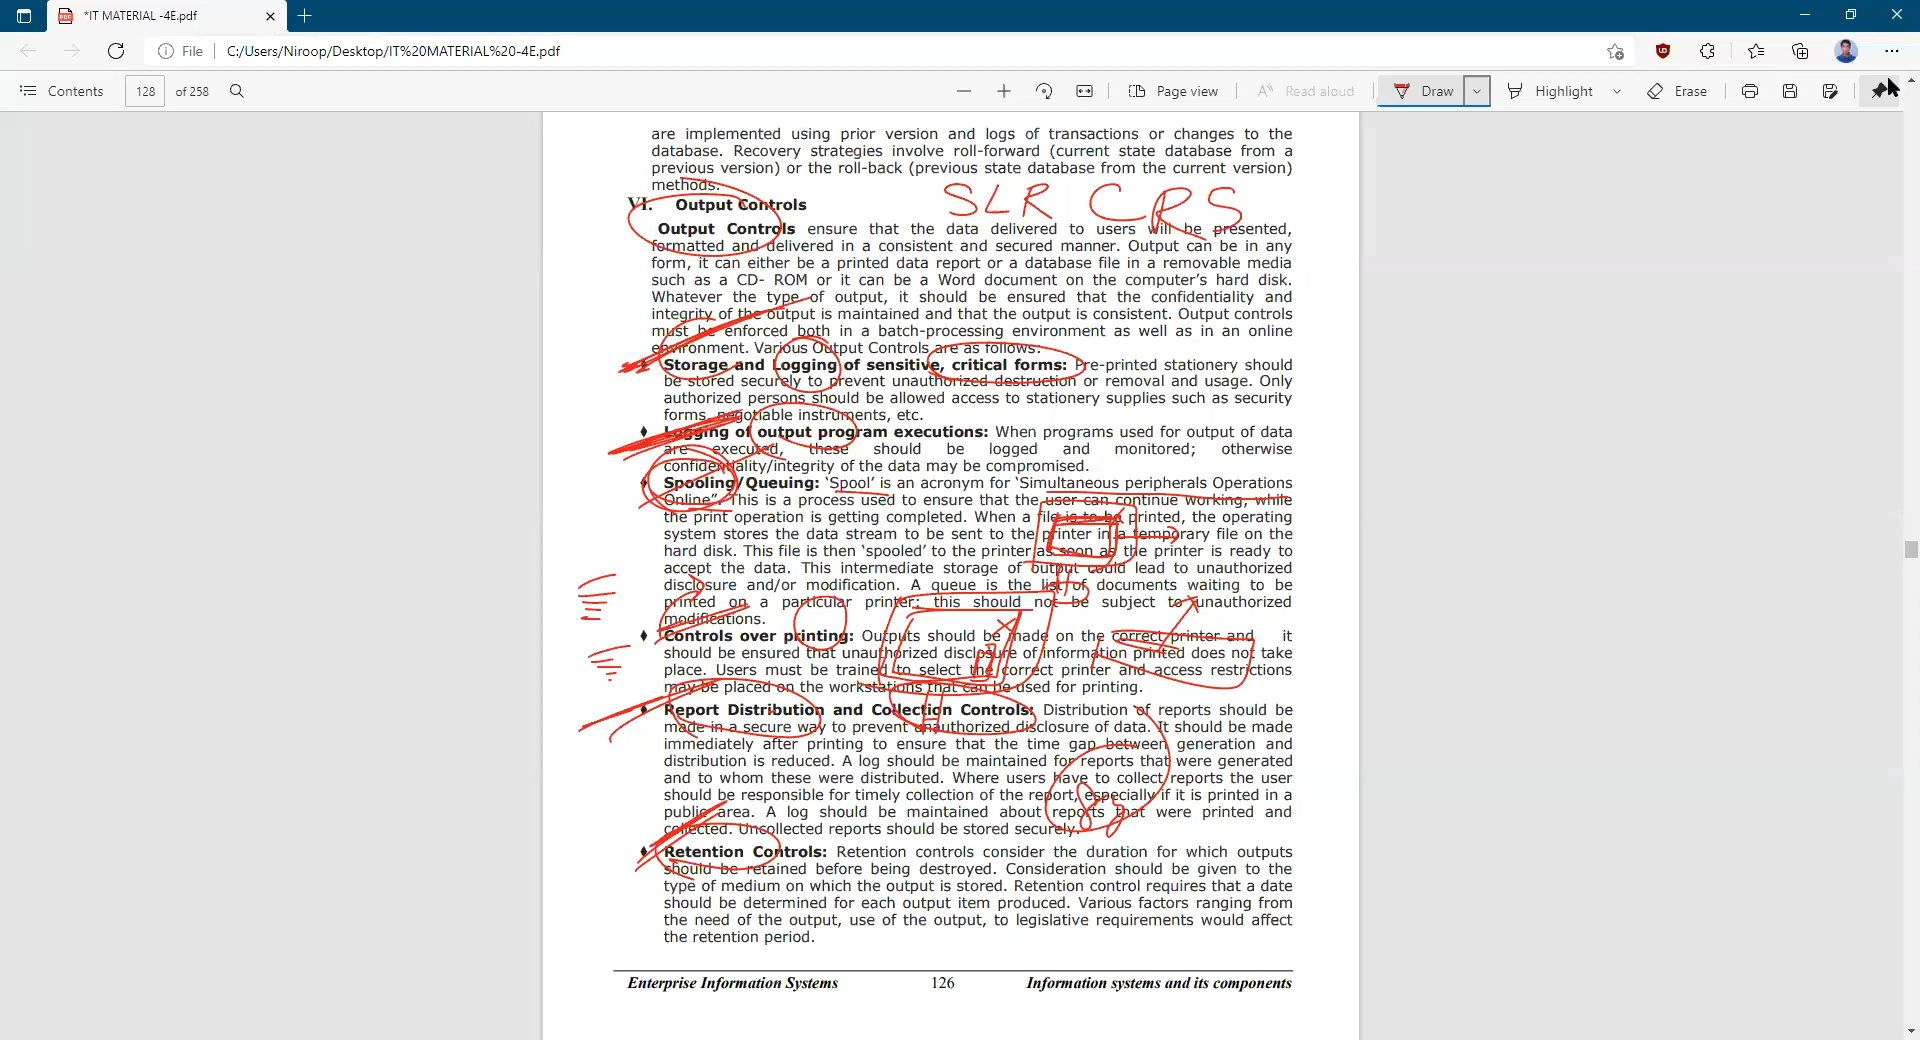 *IT MATERIAL -4E.pdf
File
C:/Users/Niroop/Desktop/IT%20MATERIAL%20-4E.pdf
Contents
128
of 258
Page view
Read aloud
Draw
Highlight
Erase
are implemented using prior version and logs of transactions or changes to the
database. Recovery strategies involve roll-forward (current state database from a
previous version) or the roll-back (previous state database from the current version)
methods.
SLR CRS
VI. Output Controls
Output Controls ensure that the data delivered to users will be presented,
formatted and delivered in a consistent and secured manner. Output can be in any
form, it can either be a printed data report or a database file in a removable media
such as a CD- ROM or it can be a Word document on the computer's hard disk.
Whatever the type of output, it should be ensured that the confidentiality and
integrity of the output is maintained and that the output is consistent. Output controls
must be enforced both in a batch-processing environment as well as in an online
environment. Various Output Controls are as follows:
♦ Storage and Logging of sensitive, critical forms: Pre-printed stationery should
be stored securely to prevent unauthorized destruction or removal and usage. Only
authorized persons should be allowed access to stationery supplies such as security
forms, negotiable instruments, etc.
♦ Logging of output program executions: When programs used for output of data
are executed, these should be logged and monitored; otherwise
confidentiality/integrity of the data may be compromised.
♦ Spooling/Queuing: ‘Spool’ is an acronym for ‘Simultaneous peripherals Operations
Online”. This is a process used to ensure that the user can continue working, while
the print operation is getting completed. When a file is to be printed, the operating
system stores the data stream to be sent to the printer in a temporary file on the
hard disk. This file is then ‘spooled’ to the printer as soon as the printer is ready to
accept the data. This intermediate storage of output could lead to unauthorized
disclosure and/or modification. A queue is the list of documents waiting to be
printed on a particular printer; this should not be subject to unauthorized
modifications.
♦ Controls over printing: Outputs should be made on the correct printer and it
should be ensured that unauthorized disclosure of information printed does not take
place. Users must be trained to select the correct printer and access restrictions
may be placed on the workstations that can be used for printing.
♦ Report Distribution and Collection Controls: Distribution of reports should be
made in a secure way to prevent unauthorized disclosure of data. It should be made
immediately after printing to ensure that the time gap between generation and
distribution is reduced. A log should be maintained for reports that were generated
and to whom these were distributed. Where users have to collect reports the user
should be responsible for timely collection of the report, especially if it is printed in a
public area. A log should be maintained about reports that were printed and
collected. Uncollected reports should be stored securely.
♦ Retention Controls: Retention controls consider the duration for which outputs
should be retained before being destroyed. Consideration should be given to the
type of medium on which the output is stored. Retention control requires that a date
should be determined for each output item produced. Various factors ranging from
the need of the output, use of the output, to legislative requirements would affect
the retention period.
Enterprise Information Systems 126 Information systems and its components